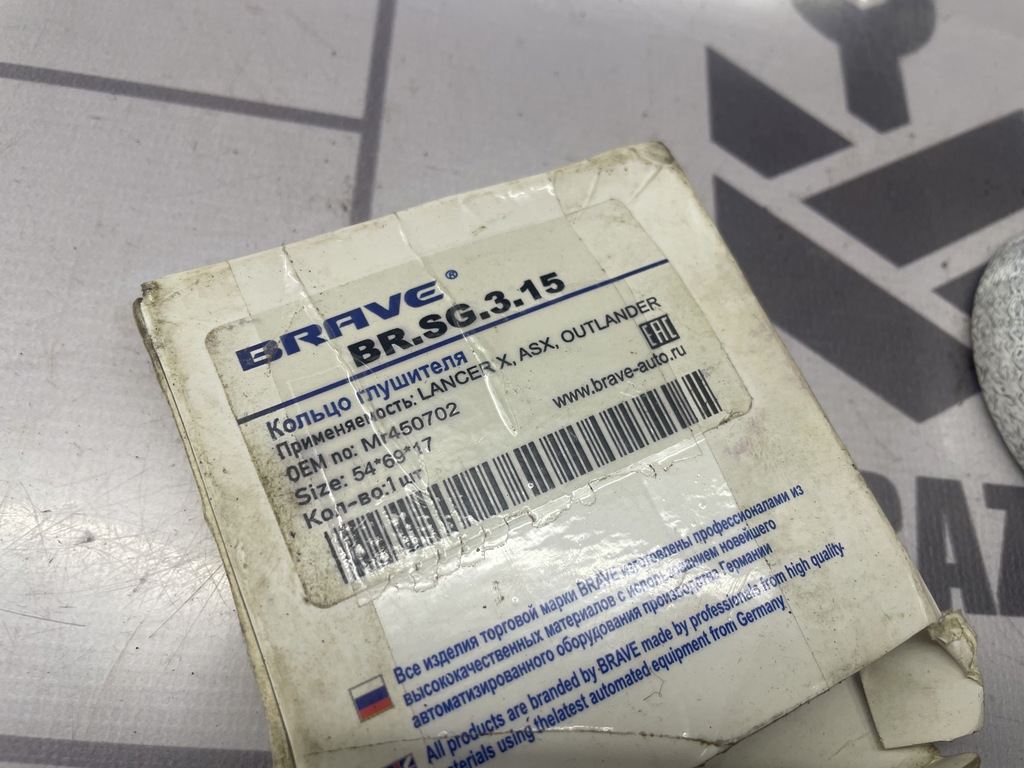 BRAVE®
BR.SG.3.15
Кольцо глушителя
Применяемость: LANCER X, ASX, OUTLANDER
OEM no: Mr450702
Size: 54*69*17
Кол-во:1 шт
EAC
www.brave-auto.ru
Все изделия торговой марки BRAVE изготовлены профессионалами из
высококачественных материалов с использованием новейшего
автоматизированного оборудования производства Германии
All products are branded by BRAVE made by professionals from high quality-
materials using thelatest automated equipment from Germany